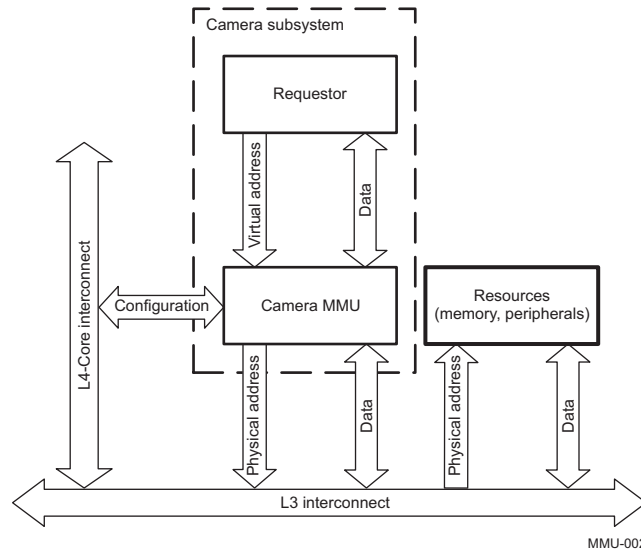 Camera subsystem
Requestor
Virtual address
Data
L4-Core interconnect
Configuration
Camera MMU
Resources
(memory, peripherals)
Physical address
Data
Physical address
Data
L3 interconnect
MMU-002